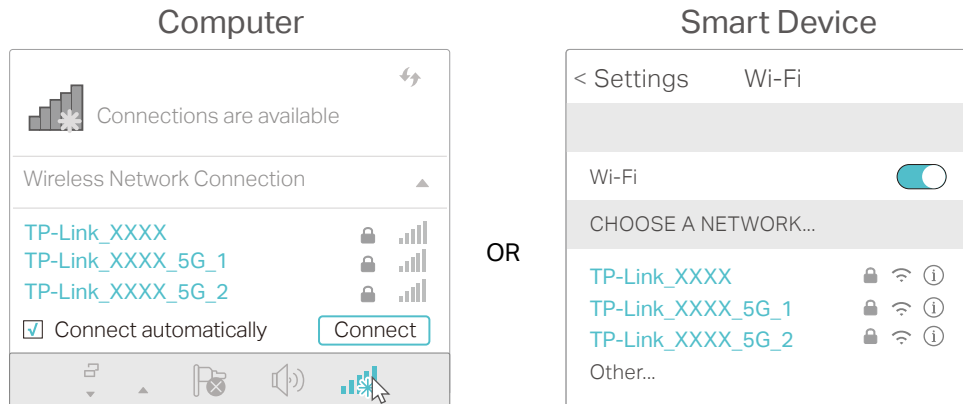 Computer
Connections are available
Wireless Network Connection
TP-Link_XXXX
TP-Link_XXXX_5G_1
TP-Link_XXXX_5G_2
Connect automatically
Connect
OR
Smart Device
< Settings Wi-Fi
Wi-Fi
CHOOSE A NETWORK...
TP-Link_XXXX
TP-Link_XXXX_5G_1
TP-Link_XXXX_5G_2
Other...